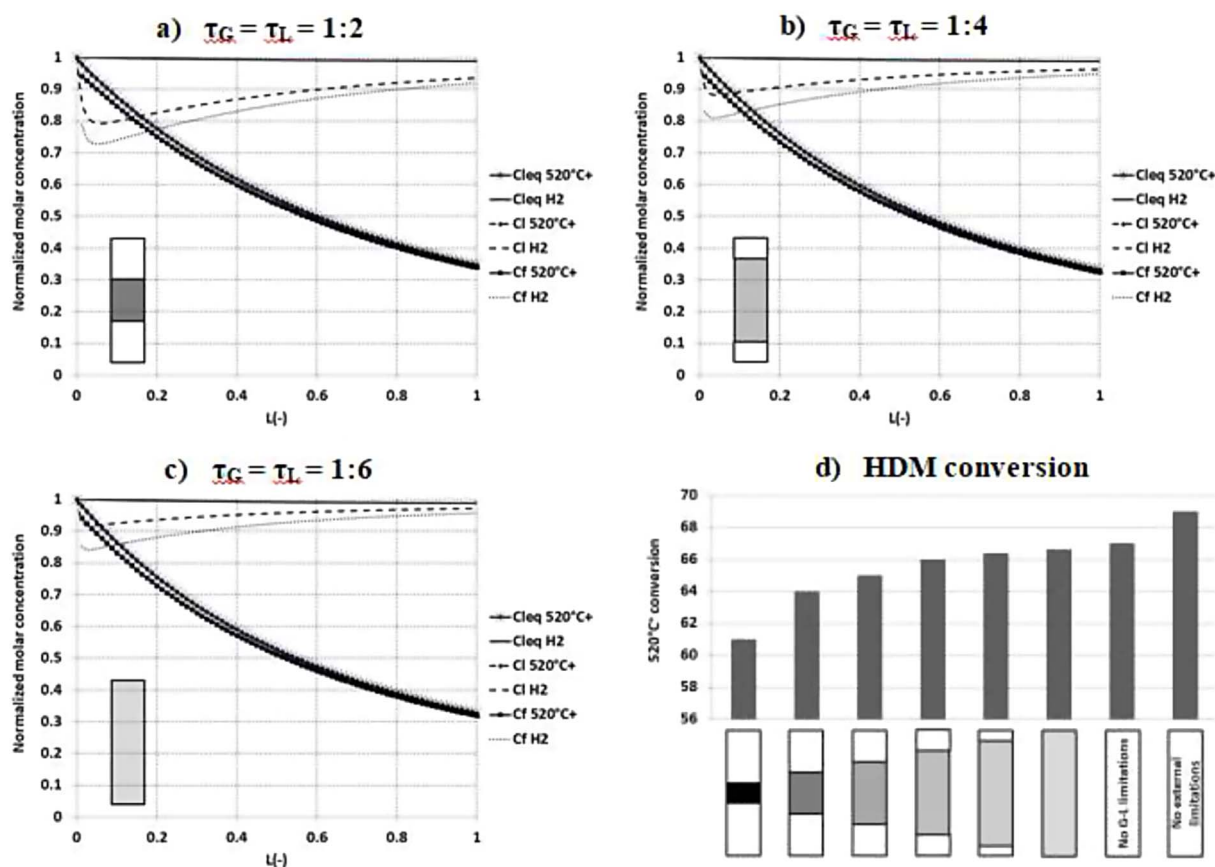 a) τG = τL = 1:2
Normalized molar concentration
1
0.9
0.8
0.7
0.6
0.5
0.4
0.3
0.2
0.1
0
0 0.2 0.4 0.6 0.8 1
L(-)
Cleq 520°C+
Cleq H2
Cl 520°C+
Cl H2
Cf 520°C+
Cf H2
b) τG = τL = 1:4
Normalized molar concentration
1
0.9
0.8
0.7
0.6
0.5
0.4
0.3
0.2
0.1
0
0 0.2 0.4 0.6 0.8 1
L(-)
Cleq 520°C+
Cleq H2
Cl 520°C+
Cl H2
Cf 520°C+
Cf H2
c) τG = τL = 1:6
Normalized molar concentration
1
0.9
0.8
0.7
0.6
0.5
0.4
0.3
0.2
0.1
0
0 0.2 0.4 0.6 0.8 1
L(-)
Cleq 520°C+
Cleq H2
Cl 520°C+
Cl H2
Cf 520°C+
Cf H2
d) HDM conversion
520°C⁺ conversion
70
68
66
64
62
60
58
56
No G-L limitations
No external
limitations